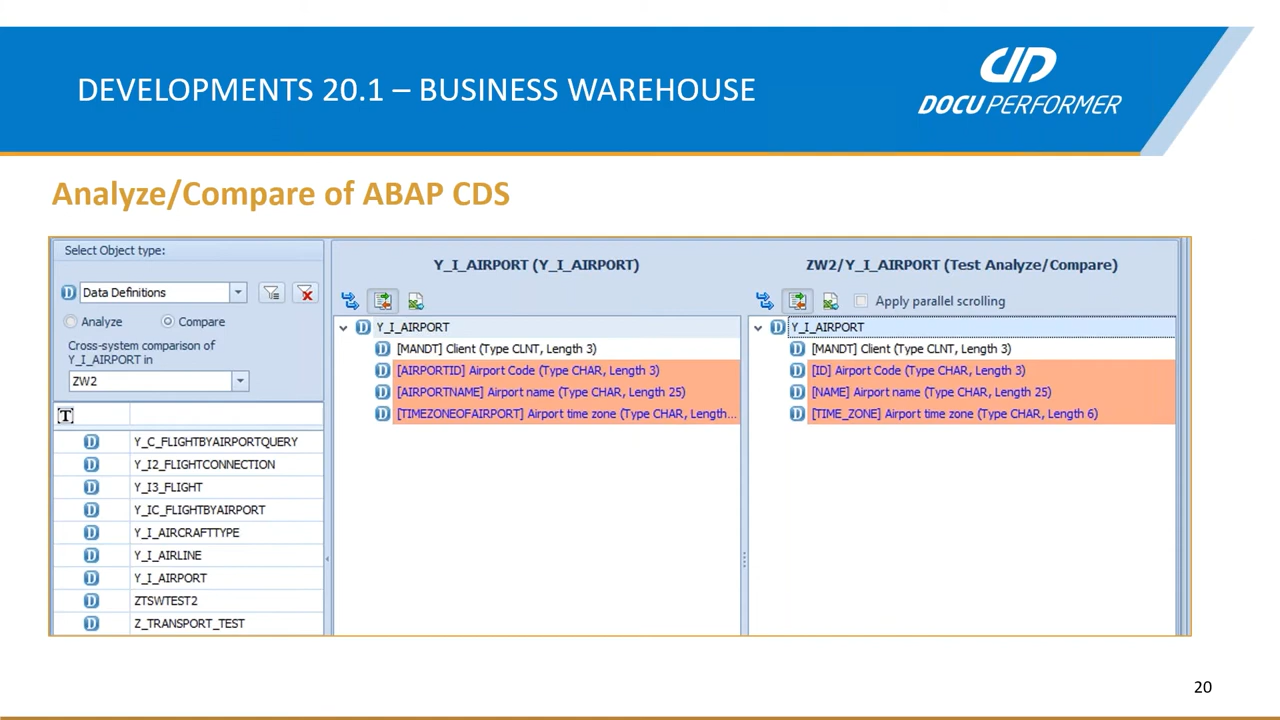 DEVELOPMENTS 20.1 – BUSINESS WAREHOUSE
DOCU PERFORMER
Analyze/Compare of ABAP CDS
Select Object type:
Data Definitions
Analyze
Compare
Cross-system comparison of
Y_I_AIRPORT in
ZW2
T
Y_C_FLIGHTBYAIRPORTQUERY
Y_I2_FLIGHTCONNECTION
Y_I3_FLIGHT
Y_IC_FLIGHTBYAIRPORT
Y_I_AIRCRAFTTYPE
Y_I_AIRLINE
Y_I_AIRPORT
ZTSWTEST2
Z_TRANSPORT_TEST
Y_I_AIRPORT (Y_I_AIRPORT)
Y_I_AIRPORT
[MANDT] Client (Type CLNT, Length 3)
[AIRPORTID] Airport Code (Type CHAR, Length 3)
[AIRPORTNAME] Airport name (Type CHAR, Length 25)
[TIMEZONEOFAIRPORT] Airport time zone (Type CHAR, Length...
ZW2/Y_I_AIRPORT (Test Analyze/Compare)
Apply parallel scrolling
Y_I_AIRPORT
[MANDT] Client (Type CLNT, Length 3)
[ID] Airport Code (Type CHAR, Length 3)
[NAME] Airport name (Type CHAR, Length 25)
[TIME_ZONE] Airport time zone (Type CHAR, Length 6)
20